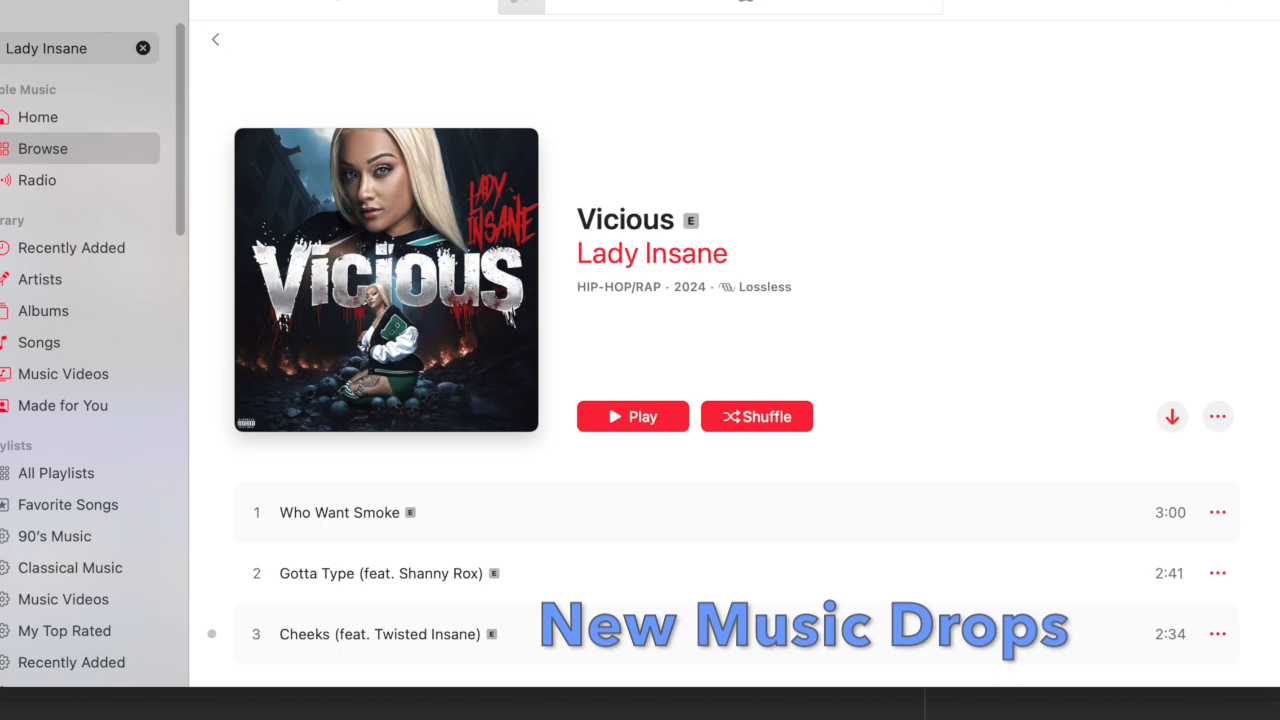 Lady Insane
ple Music
Home
Browse
Radio
rary
Recently Added
Artists
Albums
Songs
Music Videos
Made for You
ylists
All Playlists
Favorite Songs
90's Music
Classical Music
Music Videos
My Top Rated
Recently Added
LADY
INSANE
Vicious
Vicious E
Lady Insane
HIP-HOP/RAP · 2024 · Lossless
Play
Shuffle
1 Who Want Smoke E 3:00
2 Gotta Type (feat. Shanny Rox) E 2:41
3 Cheeks (feat. Twisted Insane) E 2:34
New Music Drops